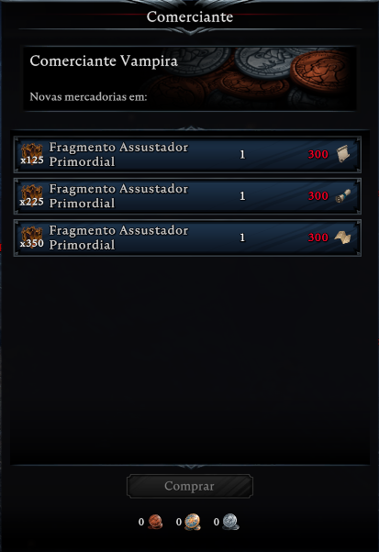 Comerciante
Comerciante Vampira
Novas mercadorias em:
Fragmento Assustador
Primordial
x125
1
300
Fragmento Assustador
Primordial
x225
1
300
Fragmento Assustador
Primordial
x350
1
300
Comprar
0 0 0